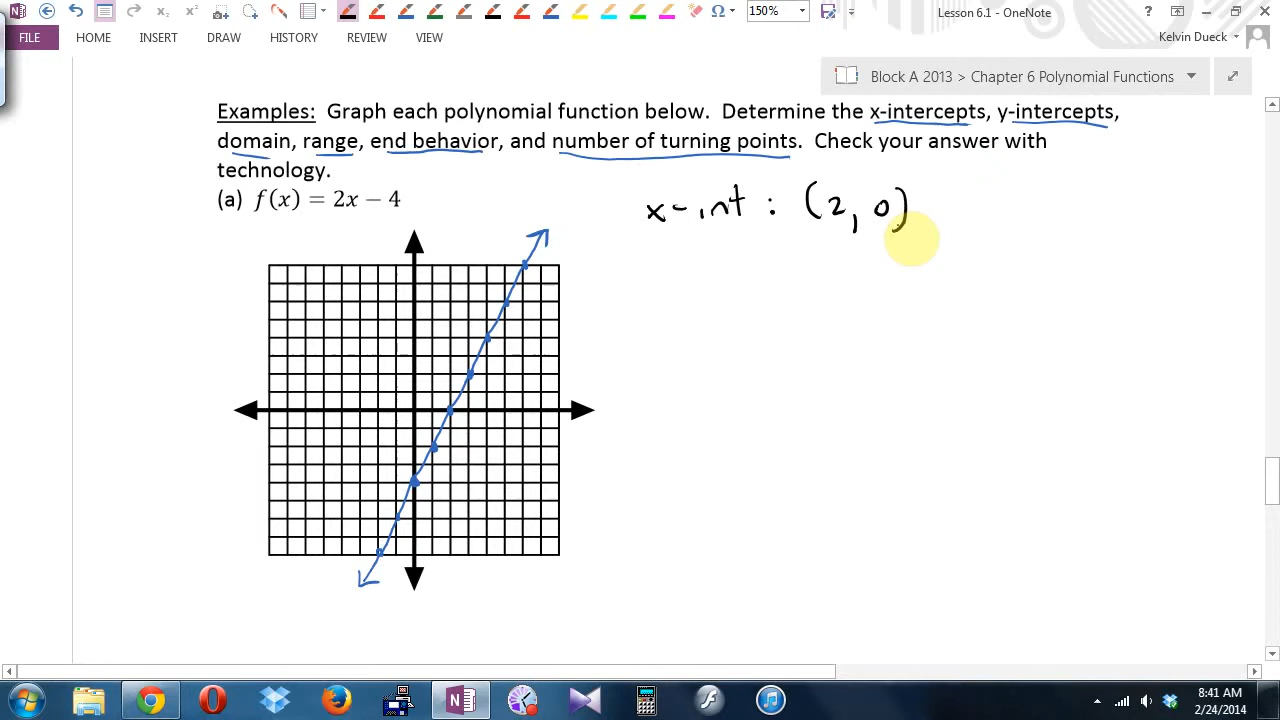 150%
Lesson 6.1 - OneNote
?
FILE HOME INSERT DRAW HISTORY REVIEW VIEW
Kelvin Dueck
Block A 2013 > Chapter 6 Polynomial Functions
Examples: Graph each polynomial function below. Determine the x-intercepts, y-intercepts,
domain, range, end behavior, and number of turning points. Check your answer with
technology.
(a) f(x) = 2x − 4
x-int : (2, 0)
8:41 AM
2/24/2014